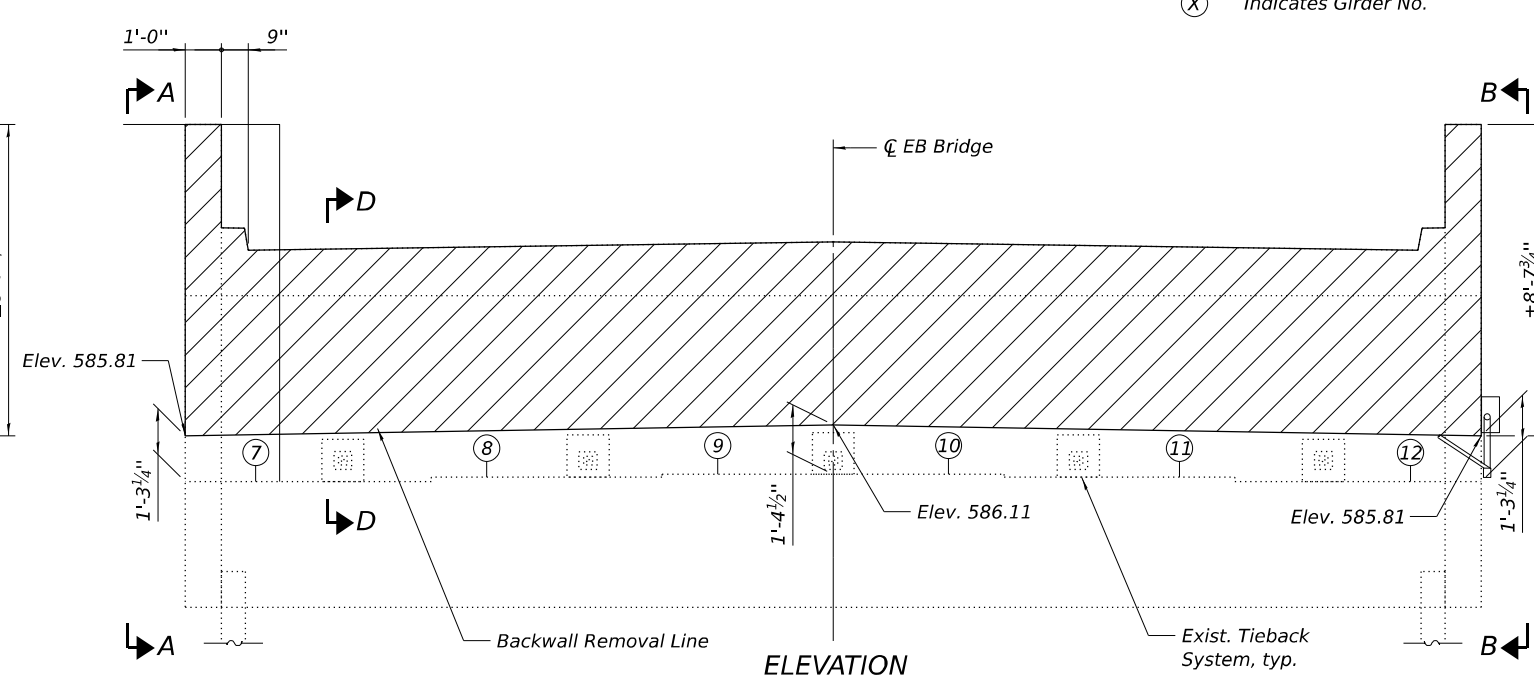 X Indicates Girder No.
1'-0" 9"
A B
D
℄ EB Bridge
±8'-7¾"
Elev. 585.81
7 8 9 10 11 12
1'-3¼" 1'-4½" 1'-3¼"
Elev. 586.11
Elev. 585.81
D
Backwall Removal Line
Exist. Tieback
System, typ.
A B
ELEVATION